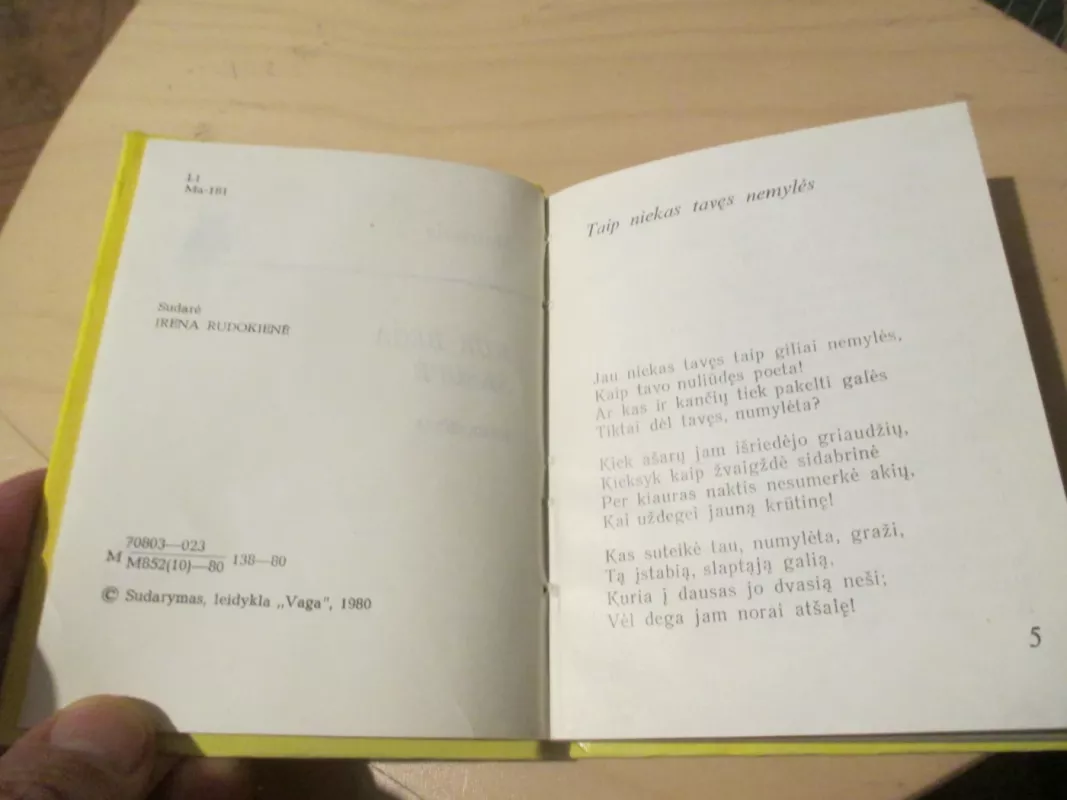 L1
Ma-181
Sudarė
IRENA RUDOKIENĖ
70803—023
M M852(10)—80 138—80
© Sudarymas, leidykla „Vaga", 1980
Taip niekas tavęs nemylės
Jau niekas tavęs taip giliai nemylės,
Kaip tavo nuliūdęs poeta!
Ar kas ir kančių tiek pakelti galės
Tiktai dėl tavęs, numylėta?
Kiek ašarų jam išriedėjo griaudžių,
Kieksyk kaip žvaigždė sidabrinė
Per kiauras naktis nesumerkė akių,
Kai uždegei jauną krūtinę!
Kas suteikė tau, numylėta, graži,
Tą įstabią, slaptąją galią,
Kuria į dausas jo dvasią neši;
Vėl dega jam norai atšalę!
5